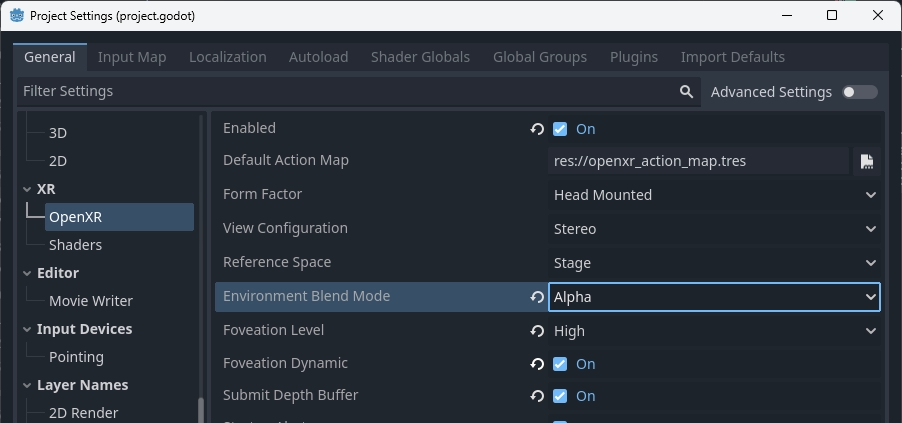 Project Settings (project.godot)
General Input Map Localization Autoload Shader Globals Global Groups Plugins Import Defaults
Filter Settings Advanced Settings
3D
2D
XR
OpenXR
Shaders
Editor
Movie Writer
Input Devices
Pointing
Layer Names
2D Render
Enabled On
Default Action Map res://openxr_action_map.tres
Form Factor Head Mounted
View Configuration Stereo
Reference Space Stage
Environment Blend Mode Alpha
Foveation Level High
Foveation Dynamic On
Submit Depth Buffer On